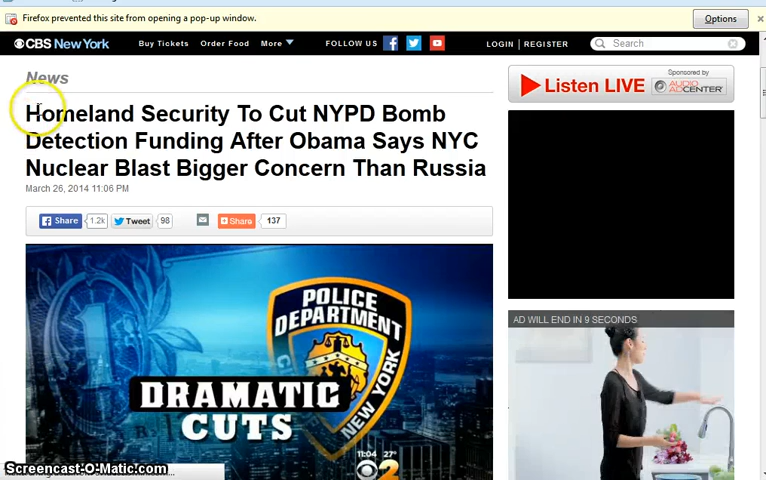 Firefox prevented this site from opening a pop-up window.
Options
CBS New York
Buy Tickets Order Food More
FOLLOW US
LOGIN | REGISTER
Search
News
Homeland Security To Cut NYPD Bomb
Detection Funding After Obama Says NYC
Nuclear Blast Bigger Concern Than Russia
March 26, 2014 11:06 PM
Share 1.2k Tweet 98 Share 137
Listen LIVE
Sponsored by
AUDIO
ADCENTER
POLICE
DEPARTMENT
NEW YORK
DRAMATIC
CUTS
11:04 27°
2
AD WILL END IN 9 SECONDS
Screencast-O-Matic.com